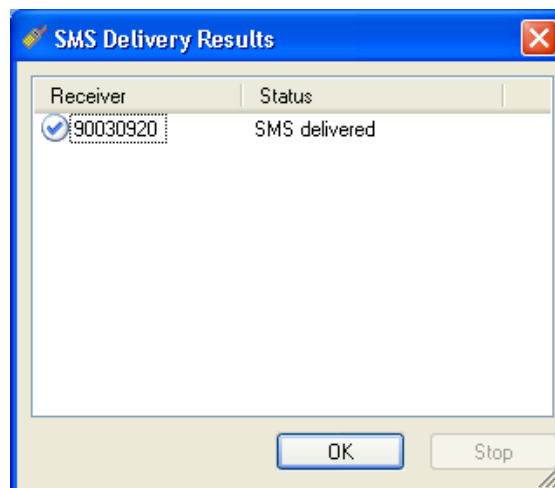 SMS Delivery Results
Receiver Status
90030920 SMS delivered
OK Stop